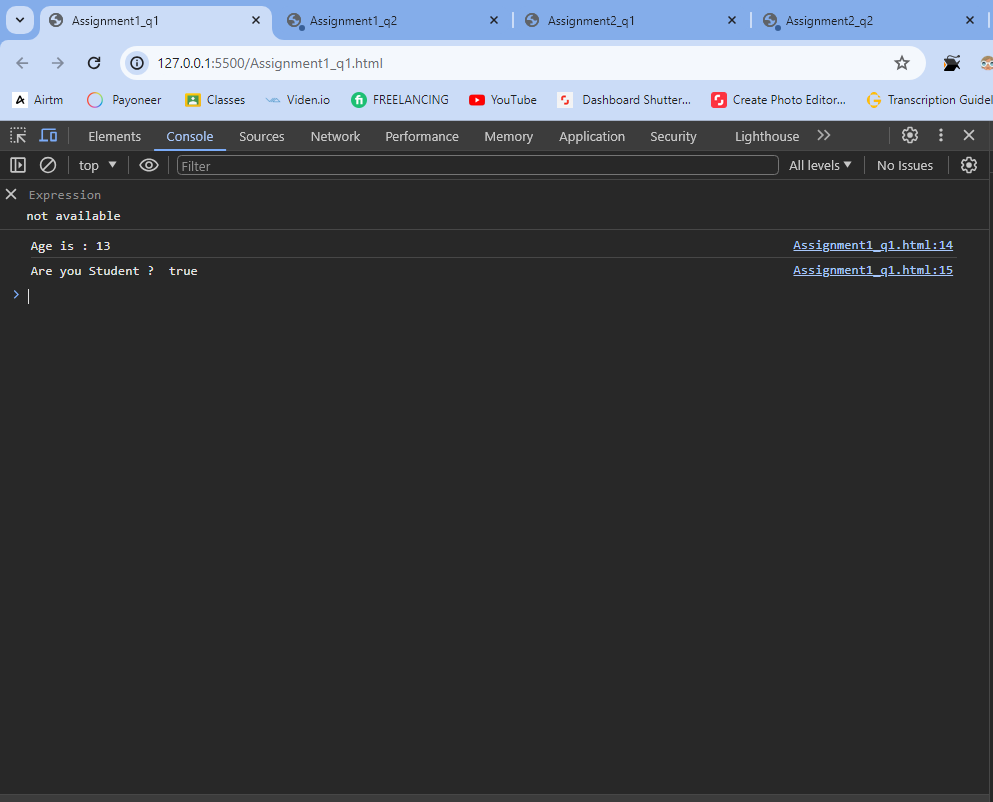 Assignment1_q1 Assignment1_q2 Assignment2_q1 Assignment2_q2
127.0.0.1:5500/Assignment1_q1.html
Airtm Payoneer Classes Viden.io FREELANCING YouTube Dashboard Shutter... Create Photo Editor... Transcription Guidel
Elements Console Sources Network Performance Memory Application Security Lighthouse
top Filter All levels No Issues
Expression
not available
Age is : 13 Assignment1_q1.html:14
Are you Student ?  true Assignment1_q1.html:15